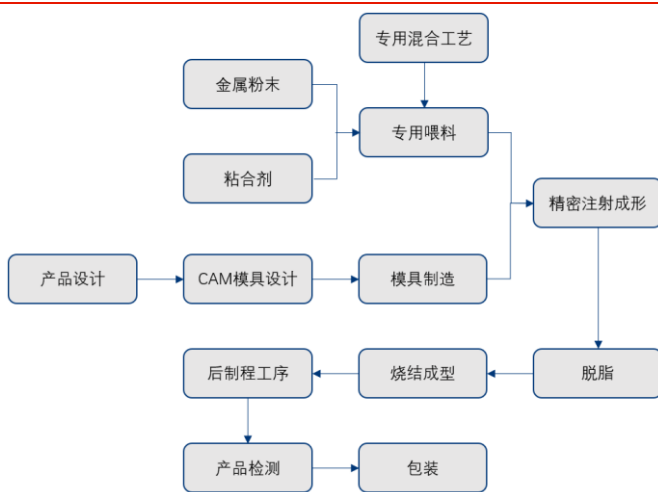 专用混合工艺
金属粉末
专用喂料
粘合剂
精密注射成形
产品设计
CAM模具设计
模具制造
后制程工序
烧结成型
脱脂
产品检测
包装